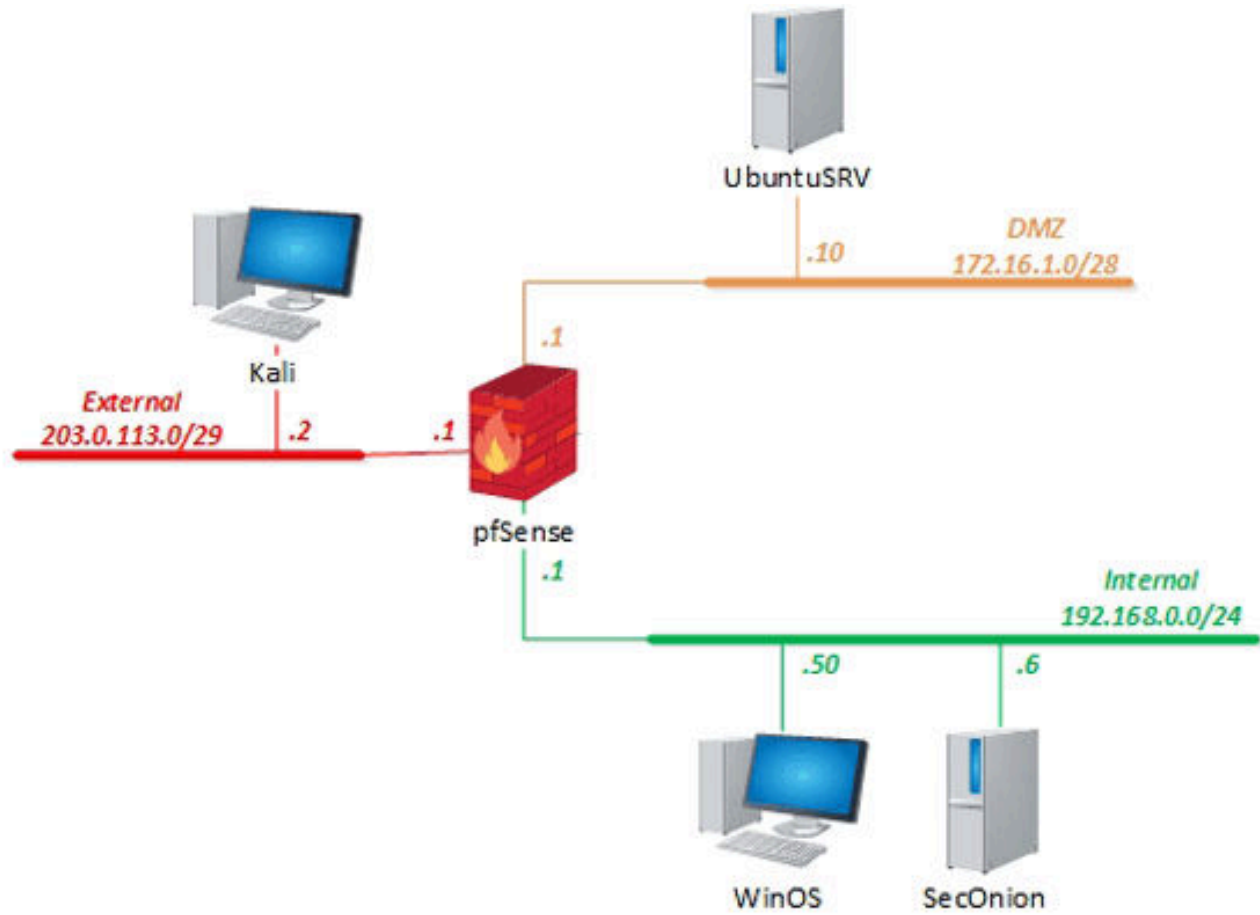 UbuntuSRV
.10
DMZ
172.16.1.0/28
.1
Kali
External
203.0.113.0/29
.2
.1
pfSense
.1
Internal
192.168.0.0/24
.50
.6
WinOS
SecOnion